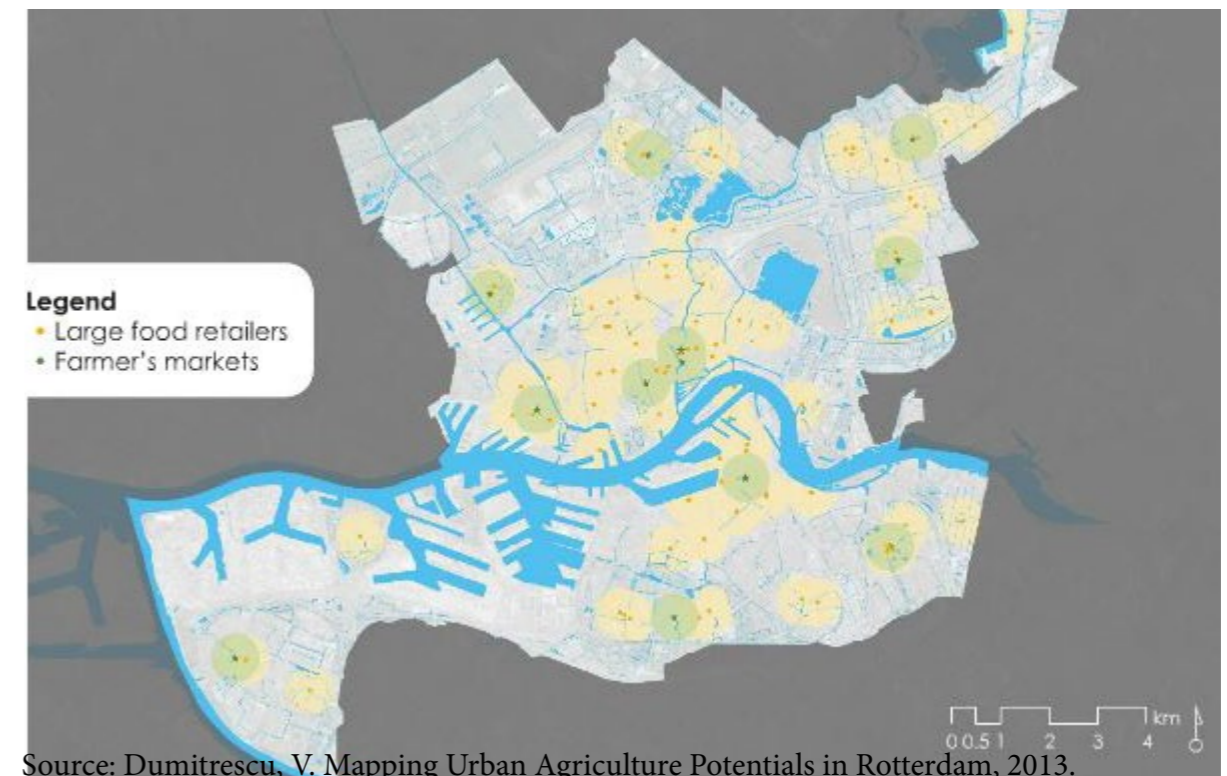 Legend
• Large food retailers
• Farmer's markets
km
0 0.5 1 2 3 4
Source: Dumitrescu, V. Mapping Urban Agriculture Potentials in Rotterdam, 2013.